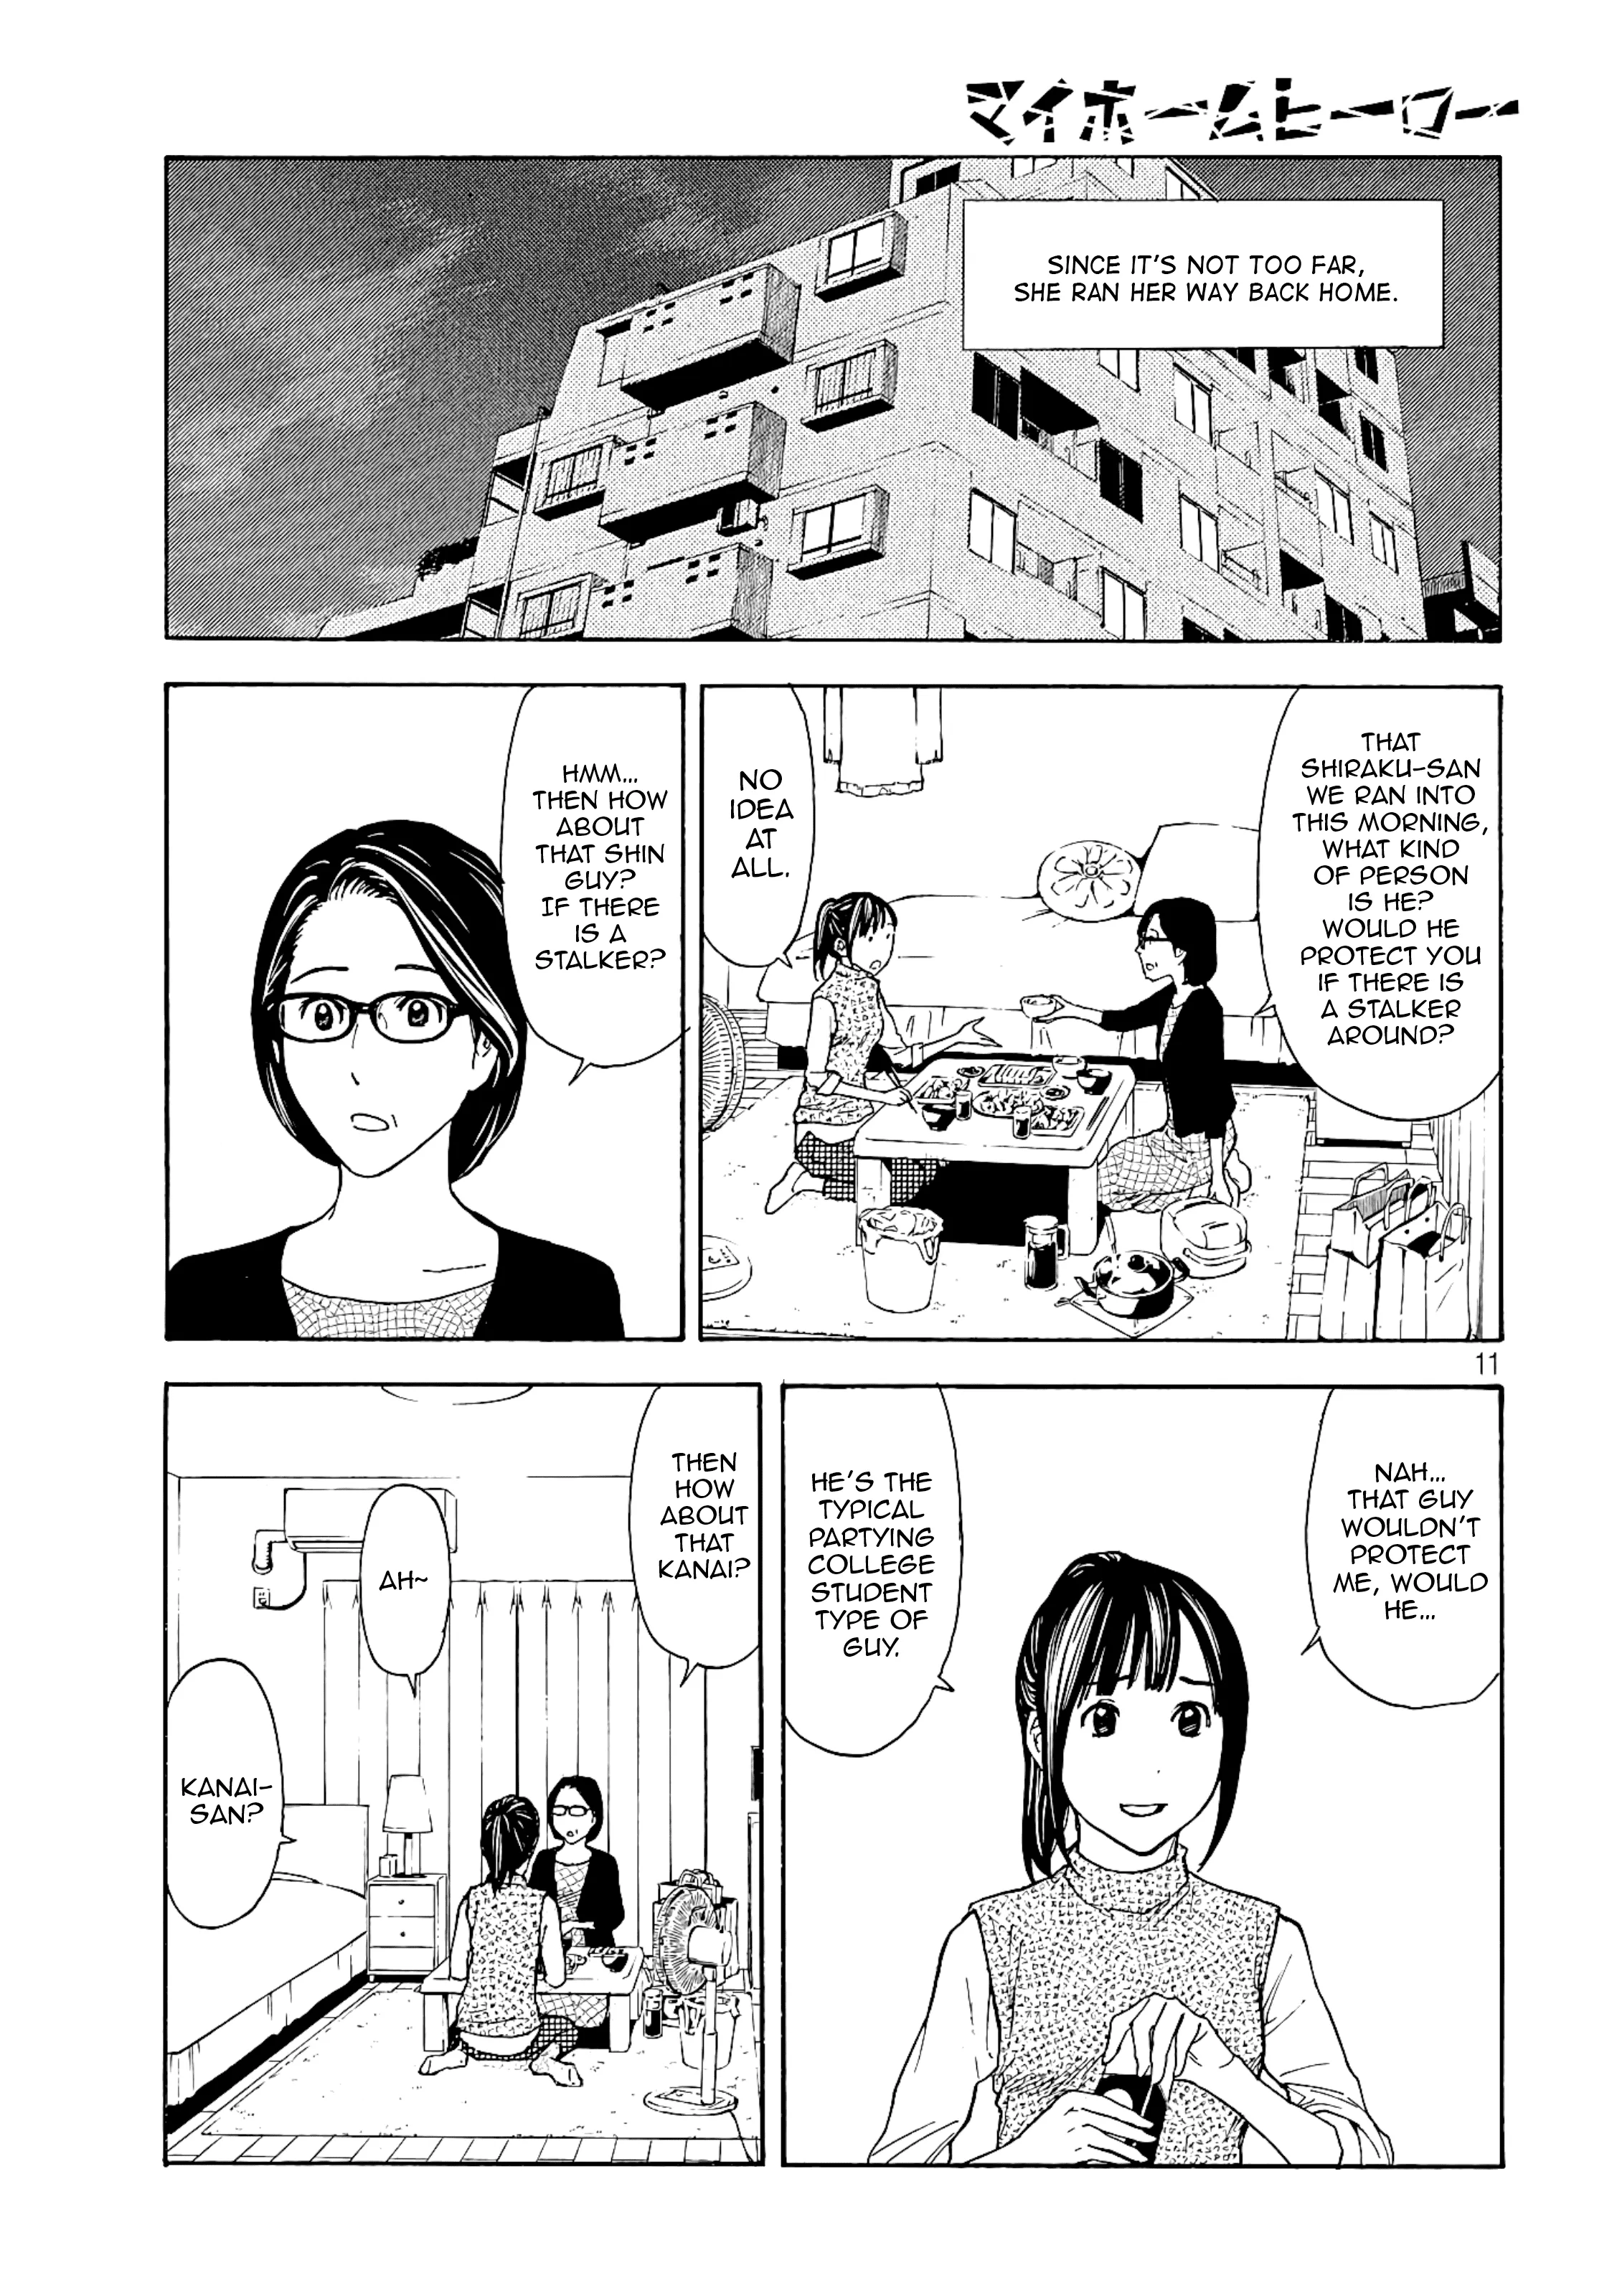 マイホームヒーロー
SINCE IT'S NOT TOO FAR,
SHE RAN HER WAY BACK HOME.
THAT
SHIRAKU-SAN
WE RAN INTO
THIS MORNING,
WHAT KIND
OF PERSON
IS HE?
WOULD HE
PROTECT YOU
IF THERE IS
A STALKER
AROUND?
NO
IDEA
AT
ALL.
HMM...
THEN HOW
ABOUT
THAT SHIN
GUY?
IF THERE
IS A
STALKER?
11
NAH...
THAT GUY
WOULDN'T
PROTECT
ME, WOULD
HE...
HE'S THE
TYPICAL
PARTYING
COLLEGE
STUDENT
TYPE OF
GUY.
THEN
HOW
ABOUT
THAT
KANAI?
AH~
KANAI-
SAN?